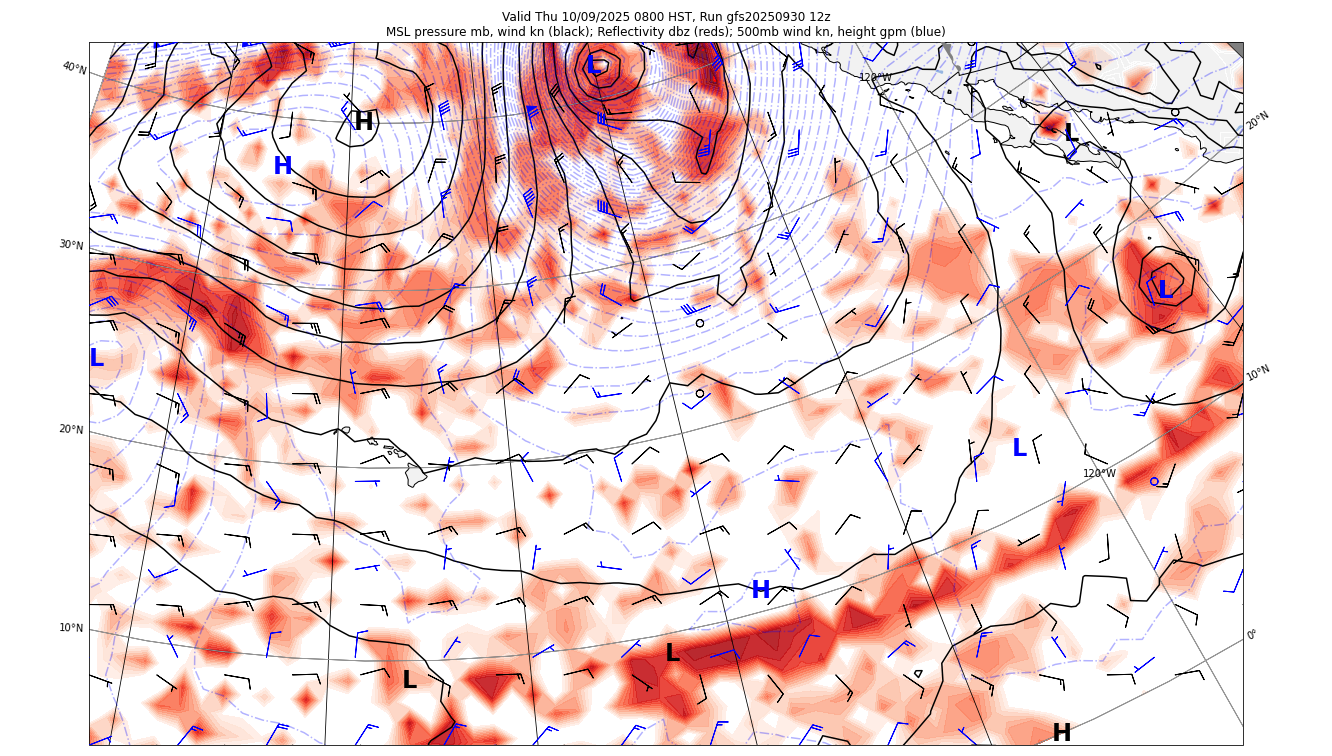 Valid Thu 10/09/2025 0800 HST, Run gfs20250930 12z
MSL pressure mb, wind kn (black); Reflectivity dbz (reds); 500mb wind kn, height gpm (blue)
40°N
L
120°W
20°N
H
L
H
30°N
L
L
10°N
20°N
L
120°W
H
10°N
0°
L
L
H